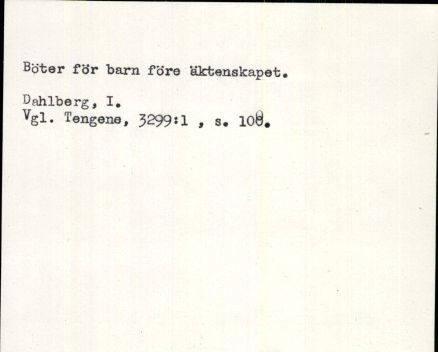 Böter för barn före äktenskapet.
Dahlberg, I.
Vgl. Tengene, 3299:1 , s. 108.